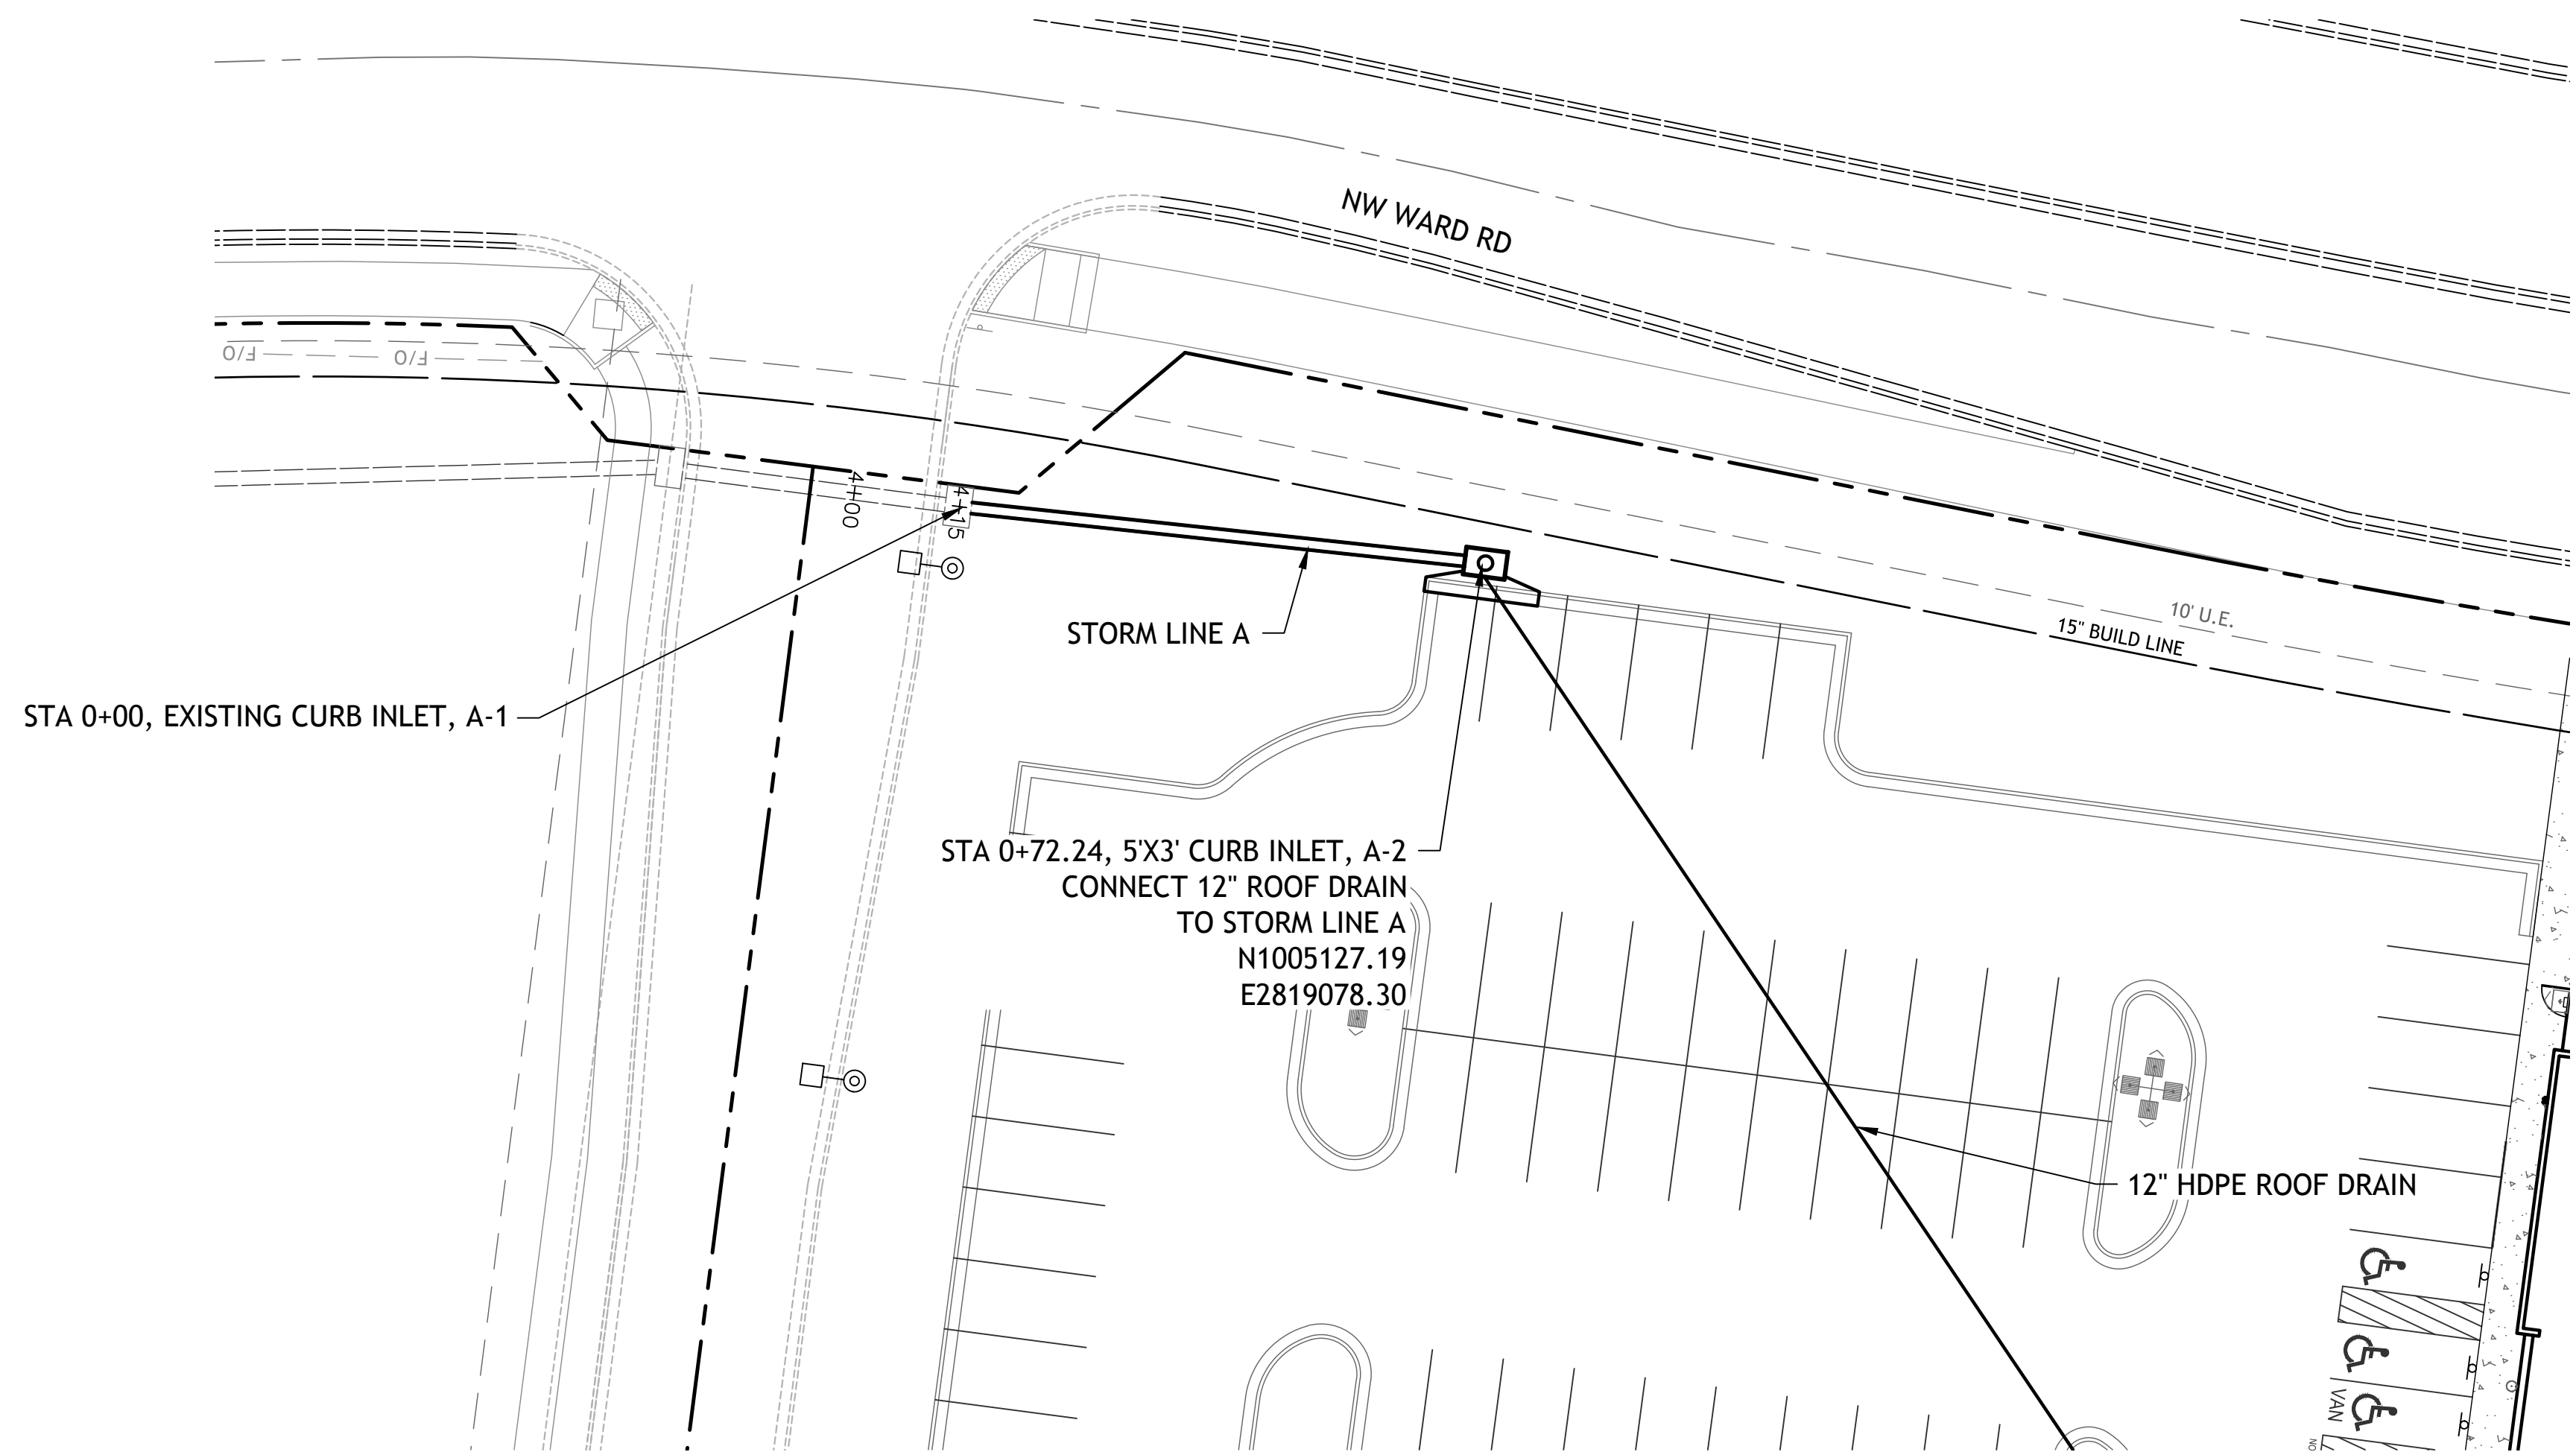 NW WARD RD
F/O
F/O
4+00
4+15
10' U.E.
15" BUILD LINE
STORM LINE A
STA 0+00, EXISTING CURB INLET, A-1
STA 0+72.24, 5'X3' CURB INLET, A-2
CONNECT 12" ROOF DRAIN
TO STORM LINE A
N1005127.19
E2819078.30
12" HDPE ROOF DRAIN
VAN
NO